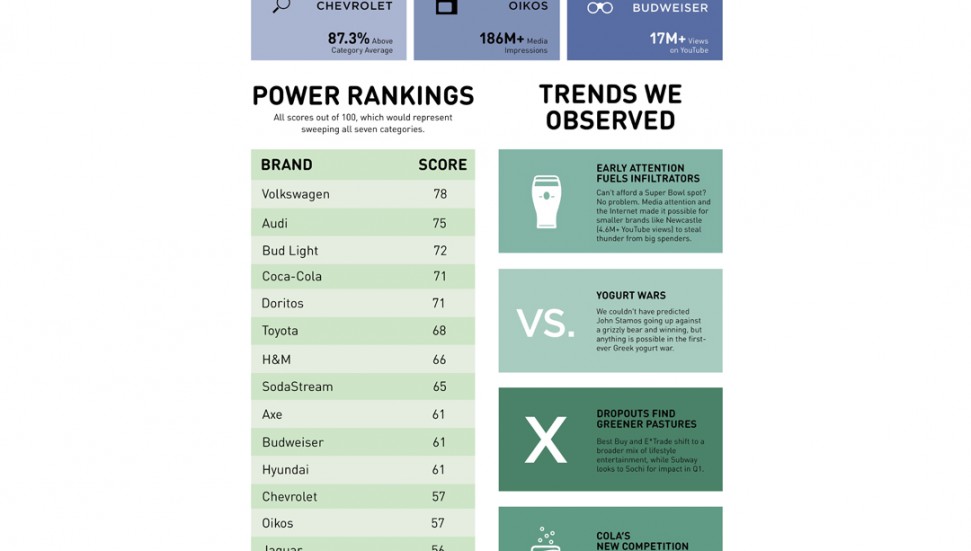 CHEVROLET
87.3% Above
Category Average
OIKOS
186M+ Media
Impressions
BUDWEISER
17M+ Views
on YouTube
POWER RANKINGS
All scores out of 100, which would represent
sweeping all seven categories.
BRAND SCORE
Volkswagen 78
Audi 75
Bud Light 72
Coca-Cola 71
Doritos 71
Toyota 68
H&M 66
SodaStream 65
Axe 61
Budweiser 61
Hyundai 61
Chevrolet 57
Oikos 57
Jaguar 56
TRENDS WE
OBSERVED
EARLY ATTENTION
FUELS INFILTRATORS
Can't afford a Super Bowl spot?
No problem. Media attention and
the Internet made it possible for
smaller brands like Newcastle
(4.6M+ YouTube views) to steal
thunder from big spenders.
VS.
YOGURT WARS
We couldn't have predicted
John Stamos going up against
a grizzly bear and winning, but
anything is possible in the first-
ever Greek yogurt war.
X
DROPOUTS FIND
GREENER PASTURES
Best Buy and E*Trade shift to a
broader mix of lifestyle
entertainment, while Subway
looks to Sochi for impact in Q1.
COLA'S
NEW COMPETITION